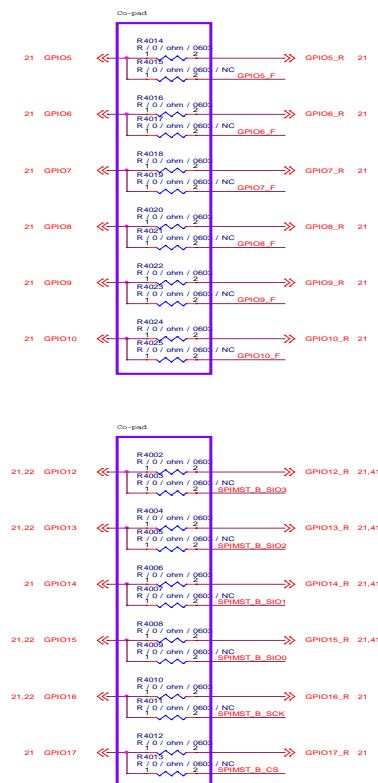 Co-pad
R4014
R / 0 / ohm / 0603
21 GPIO5 1 2 GPIO5_R 21
R4015
R / 0 / ohm / 0603 / NC
1 2 GPIO5_F
R4016
R / 0 / ohm / 0603
21 GPIO6 1 2 GPIO6_R 21
R4017
R / 0 / ohm / 0603 / NC
1 2 GPIO6_F
R4018
R / 0 / ohm / 0603
21 GPIO7 1 2 GPIO7_R 21
R4019
R / 0 / ohm / 0603 / NC
1 2 GPIO7_F
R4020
R / 0 / ohm / 0603
21 GPIO8 1 2 GPIO8_R 21
R4021
R / 0 / ohm / 0603 / NC
1 2 GPIO8_F
R4022
R / 0 / ohm / 0603
21 GPIO9 1 2 GPIO9_R 21
R4023
R / 0 / ohm / 0603 / NC
1 2 GPIO9_F
R4024
R / 0 / ohm / 0603
21 GPIO10 1 2 GPIO10_R 21
R4025
R / 0 / ohm / 0603 / NC
1 2 GPIO10_F
Co-pad
R4002
R / 0 / ohm / 0603
21,22 GPIO12 1 2 GPIO12_R 21,41
R4003
R / 0 / ohm / 0603 / NC
1 2 SPIMST_B_SIO3
R4004
R / 0 / ohm / 0603
21,22 GPIO13 1 2 GPIO13_R 21,41
R4005
R / 0 / ohm / 0603 / NC
1 2 SPIMST_B_SIO2
R4006
R / 0 / ohm / 0603
21 GPIO14 1 2 GPIO14_R 21,41
R4007
R / 0 / ohm / 0603 / NC
1 2 SPIMST_B_SIO1
R4008
R / 0 / ohm / 0603
21,22 GPIO15 1 2 GPIO15_R 21,41
R4009
R / 0 / ohm / 0603 / NC
1 2 SPIMST_B_SIO0
R4010
R / 0 / ohm / 0603
21,22 GPIO16 1 2 GPIO16_R 21
R4011
R / 0 / ohm / 0603 / NC
1 2 SPIMST_B_SCK
R4012
R / 0 / ohm / 0603
21 GPIO17 1 2 GPIO17_R 21
R4013
R / 0 / ohm / 0603 / NC
1 2 SPIMST_B_CS